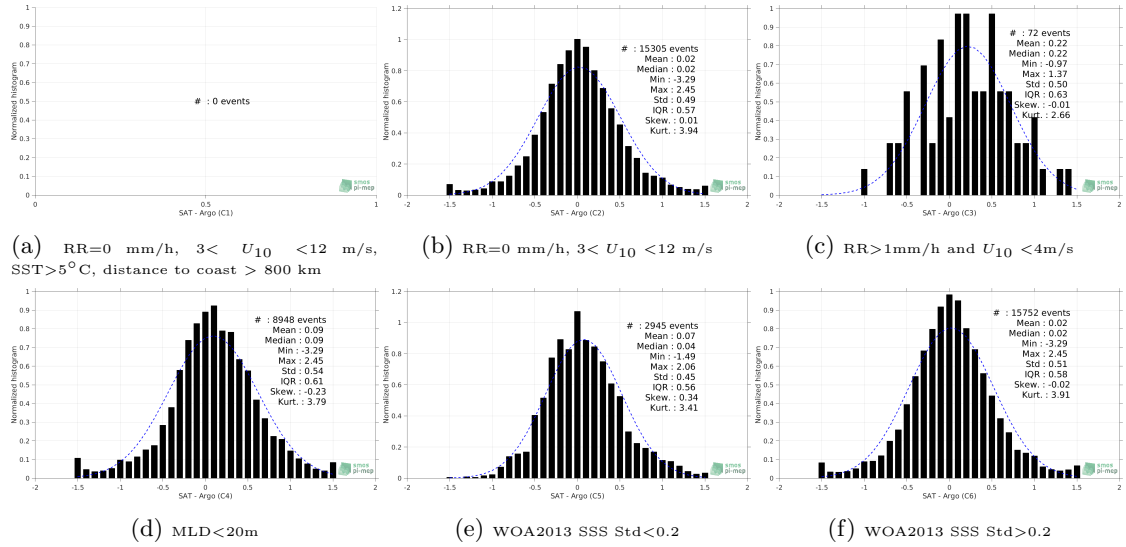 Normalized histogram
1
0.9
0.8
0.7
0.6
0.5
0.4
0.3
0.2
0.1
0
# : 0 events
smos
pi-mep
0
0.5
1
SAT - Argo (C1)
(a) RR=0 mm/h, 3< U10 <12 m/s,
SST>5°C, distance to coast > 800 km
Normalized histogram
1.2
1
0.8
0.6
0.4
0.2
0
# : 15305 events
Mean : 0.02
Median : 0.02
Min : -3.29
Max : 2.45
Std : 0.49
IQR : 0.57
Skew. : 0.01
Kurt. : 3.94
smos
pi-mep
-2
-1.5
-1
-0.5
0
0.5
1
1.5
2
SAT - Argo (C2)
(b) RR=0 mm/h, 3< U10 <12 m/s
Normalized histogram
1
0.9
0.8
0.7
0.6
0.5
0.4
0.3
0.2
0.1
0
# : 72 events
Mean : 0.22
Median : 0.22
Min : -0.97
Max : 1.37
Std : 0.50
IQR : 0.63
Skew. : -0.01
Kurt. : 2.66
smos
pi-mep
-2
-1.5
-1
-0.5
0
0.5
1
1.5
2
SAT - Argo (C3)
(c) RR>1mm/h and U10 <4m/s
Normalized histogram
1
0.9
0.8
0.7
0.6
0.5
0.4
0.3
0.2
0.1
0
# : 8948 events
Mean : 0.09
Median : 0.09
Min : -3.29
Max : 2.45
Std : 0.54
IQR : 0.61
Skew. : -0.23
Kurt. : 3.79
smos
pi-mep
-2
-1.5
-1
-0.5
0
0.5
1
1.5
2
SAT - Argo (C4)
(d) MLD<20m
Normalized histogram
1.2
1
0.8
0.6
0.4
0.2
0
# : 2945 events
Mean : 0.07
Median : 0.04
Min : -1.49
Max : 2.06
Std : 0.45
IQR : 0.56
Skew. : 0.34
Kurt. : 3.41
smos
pi-mep
-2
-1.5
-1
-0.5
0
0.5
1
1.5
2
SAT - Argo (C5)
(e) WOA2013 SSS Std<0.2
Normalized histogram
1
0.9
0.8
0.7
0.6
0.5
0.4
0.3
0.2
0.1
0
# : 15752 events
Mean : 0.02
Median : 0.02
Min : -3.29
Max : 2.45
Std : 0.51
IQR : 0.58
Skew. : -0.02
Kurt. : 3.91
smos
pi-mep
-2
-1.5
-1
-0.5
0
0.5
1
1.5
2
SAT - Argo (C6)
(f) WOA2013 SSS Std>0.2